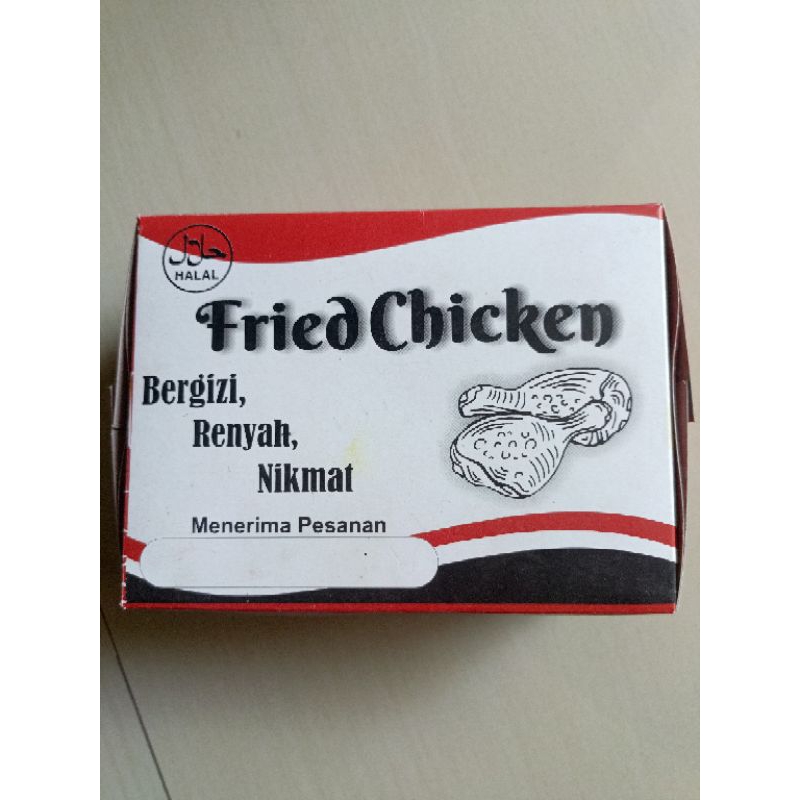 حلال
HALAL
Fried Chicken
Bergizi,
Renyah,
Nikmat
Menerima Pesanan